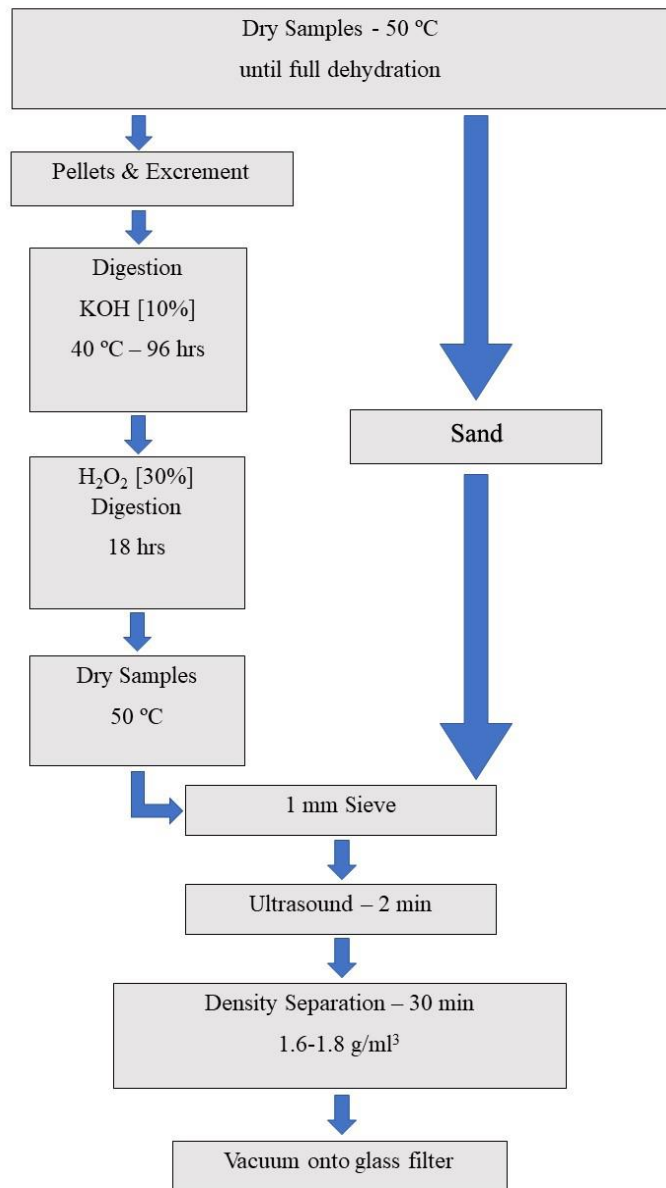 Dry Samples - 50 ºC
until full dehydration
Pellets & Excrement
Digestion
KOH [10%]
40 ºC – 96 hrs
Sand
H₂O₂ [30%]
Digestion
18 hrs
Dry Samples
50 ºC
1 mm Sieve
Ultrasound – 2 min
Density Separation – 30 min
1.6-1.8 g/ml³
Vacuum onto glass filter